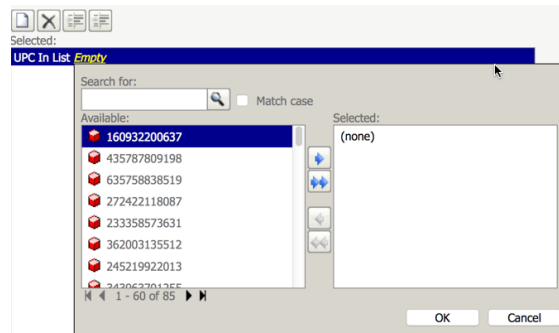 Selected:
UPC In List Empty
Search for:
Match case
Available:
Selected:
160932200637
(none)
435787809198
635758838519
272422118087
233358573631
362003135512
245219922013
1 - 60 of 85
OK
Cancel